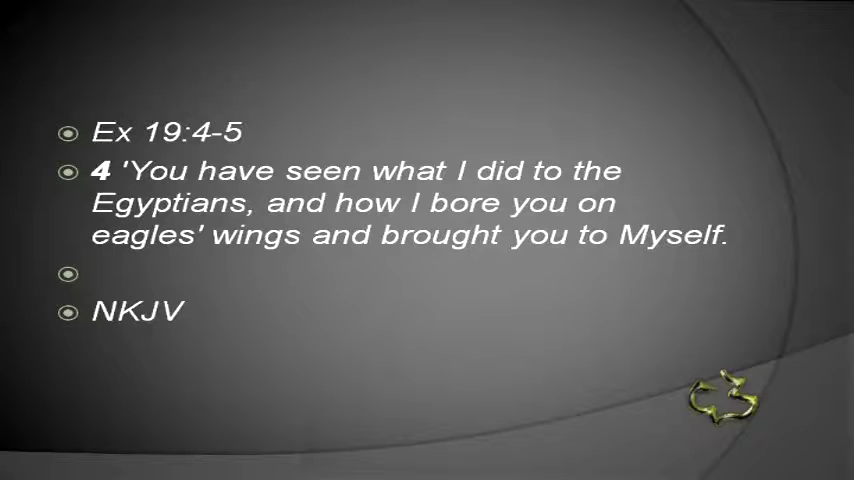 Ex 19:4-5
4 'You have seen what I did to the
Egyptians, and how I bore you on
eagles' wings and brought you to Myself.
NKJV